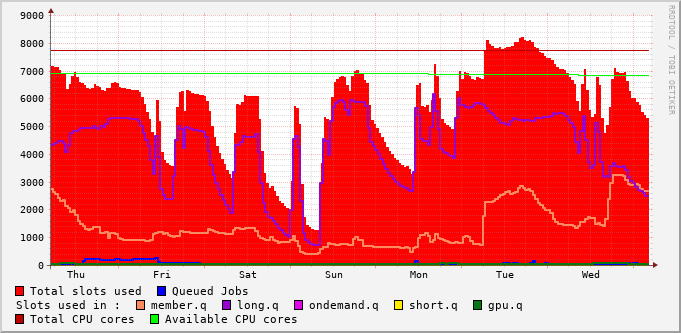 9000
8000
7000
6000
5000
4000
3000
2000
1000
0
Thu Fri Sat Sun Mon Tue Wed
RRDTOOL / TOBI OETIKER
Total slots used Queued Jobs
Slots used in : member.q long.q ondemand.q short.q gpu.q
Total CPU cores Available CPU cores